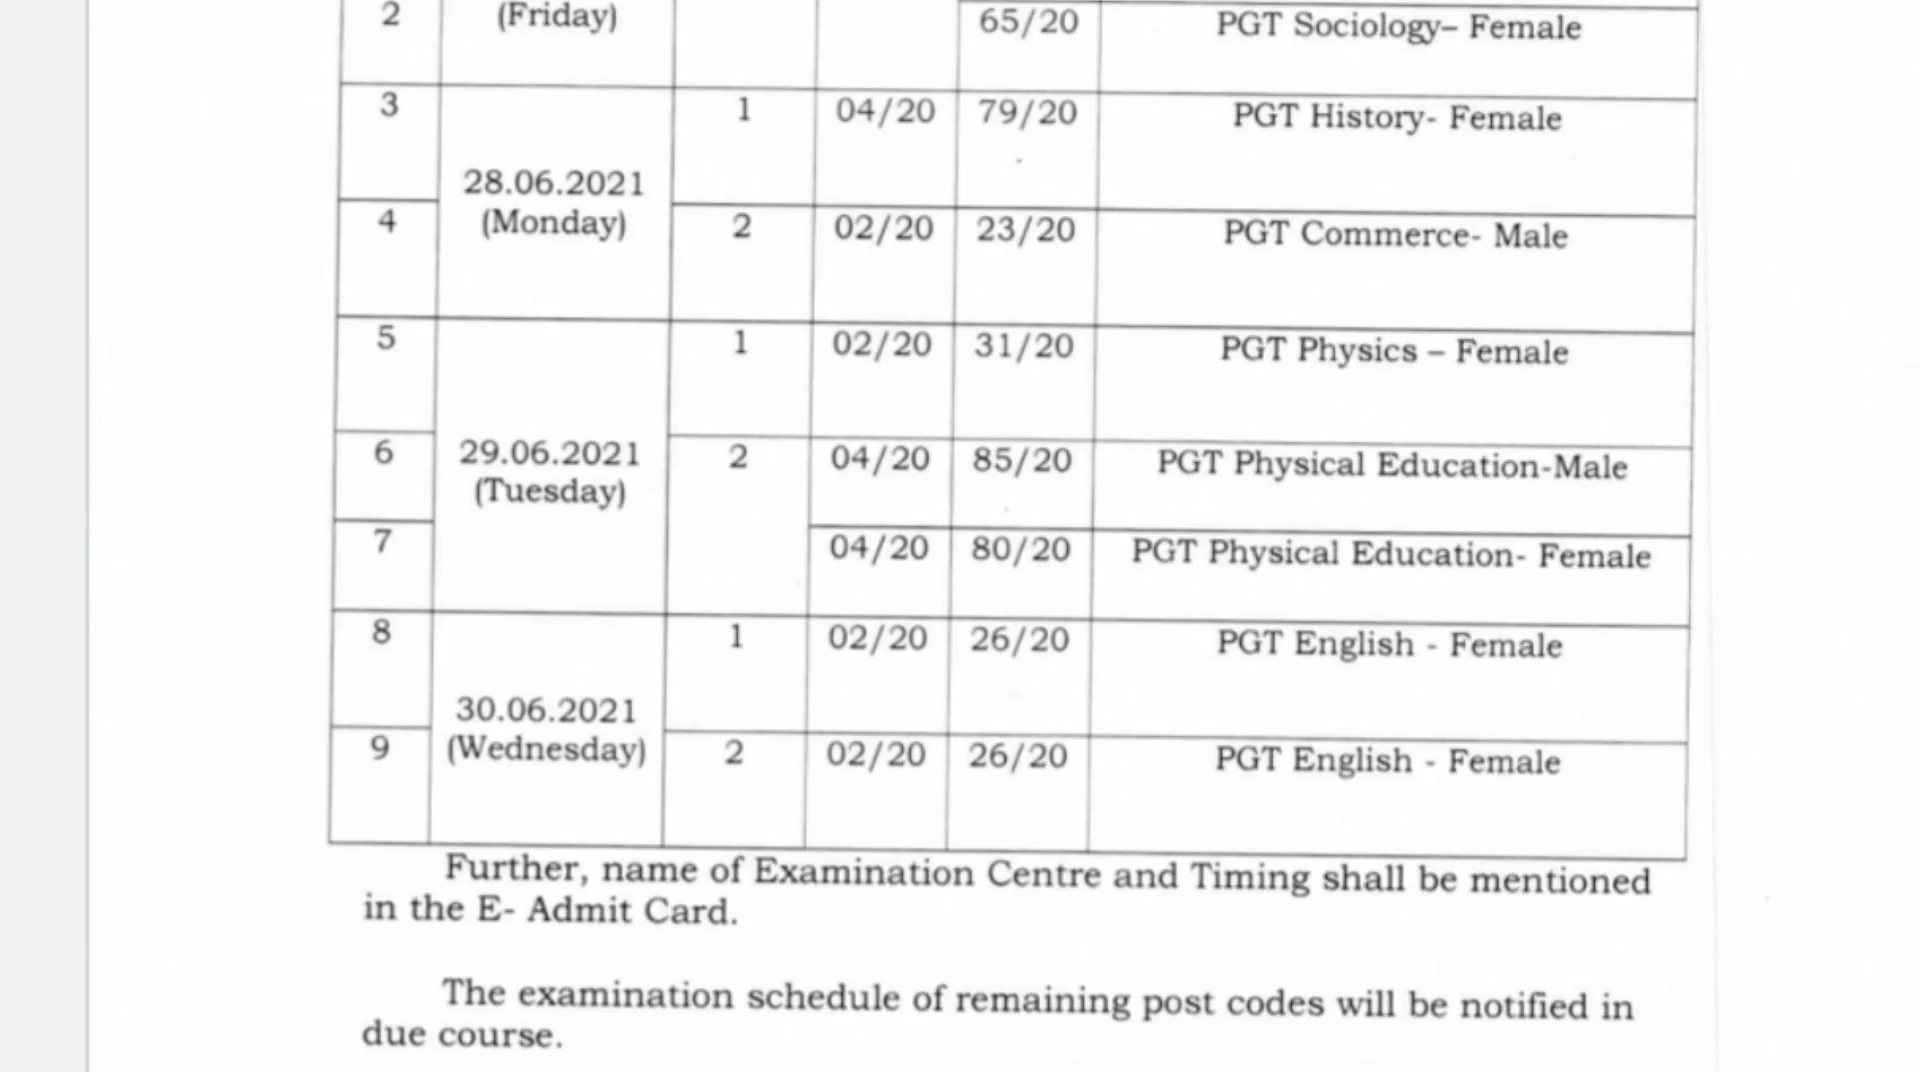 2 (Friday) 65/20 PGT Sociology– Female
3 1 04/20 79/20 PGT History- Female
28.06.2021
4 (Monday) 2 02/20 23/20 PGT Commerce- Male
5 1 02/20 31/20 PGT Physics – Female
6 29.06.2021 2 04/20 85/20 PGT Physical Education-Male
(Tuesday)
7 04/20 80/20 PGT Physical Education- Female
8 1 02/20 26/20 PGT English - Female
30.06.2021
9 (Wednesday) 2 02/20 26/20 PGT English - Female
Further, name of Examination Centre and Timing shall be mentioned
in the E- Admit Card.
The examination schedule of remaining post codes will be notified in
due course.